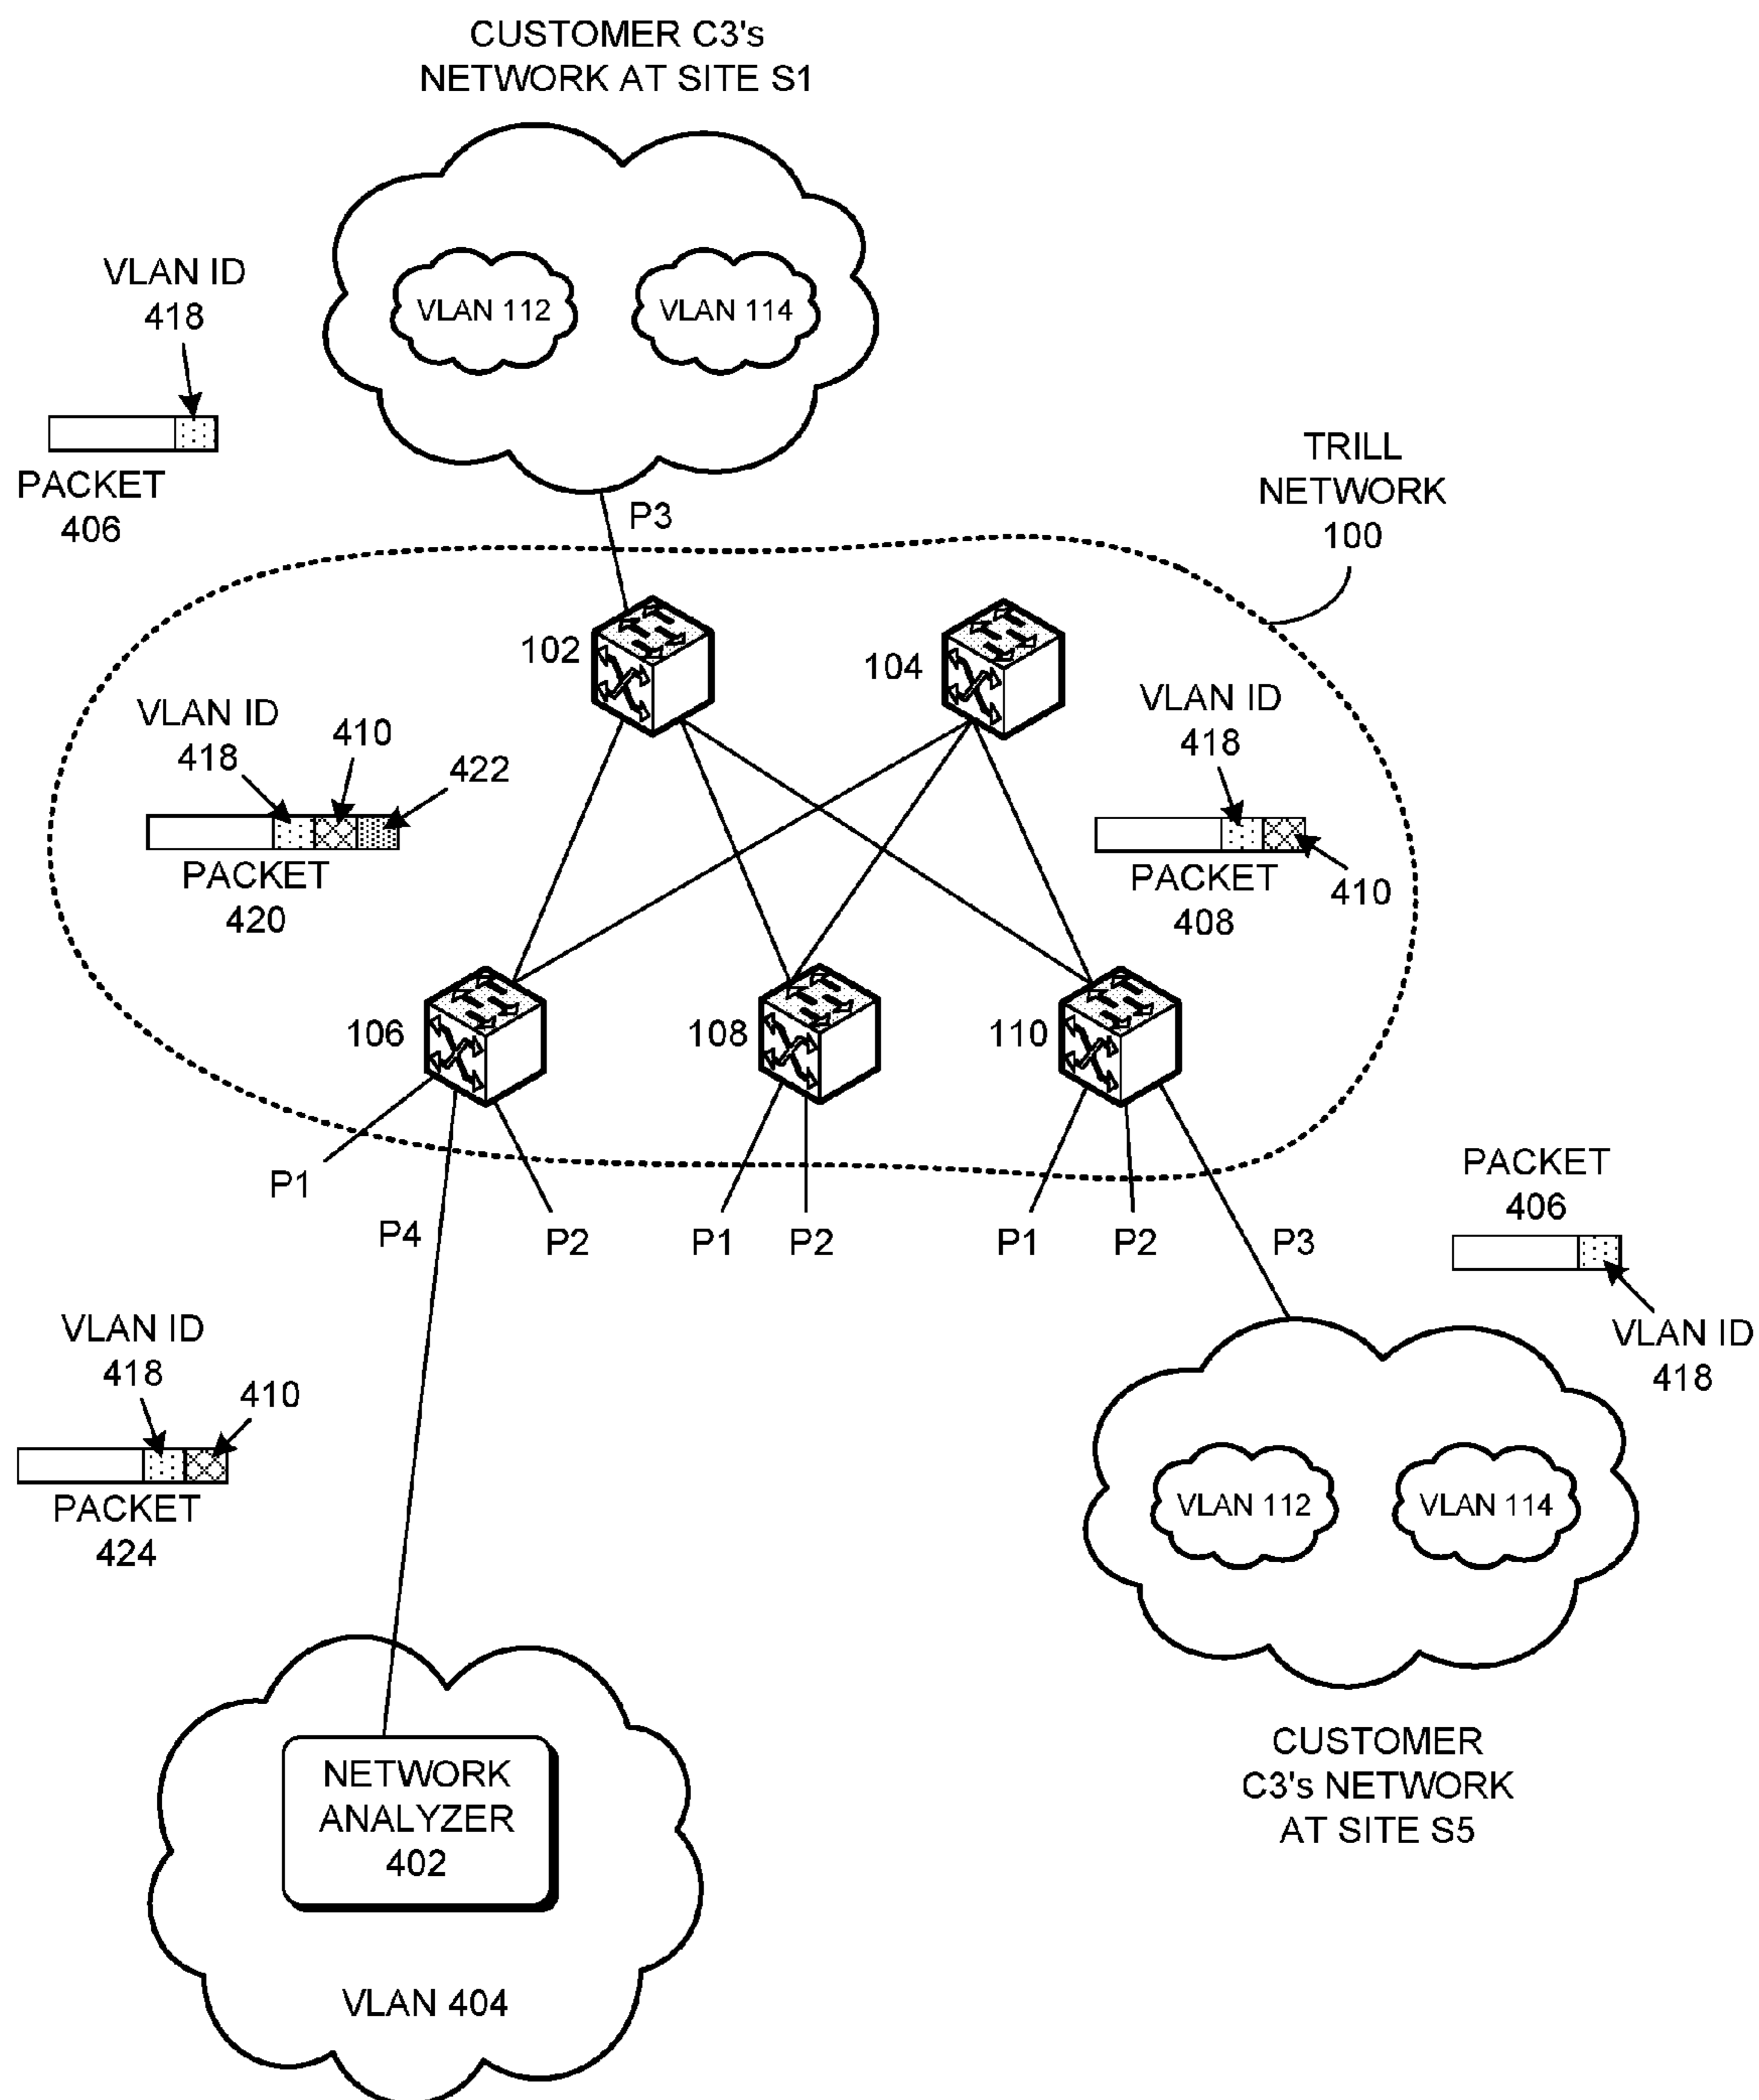 CUSTOMER C3's
NETWORK AT SITE S1
VLAN ID
418
VLAN 112
VLAN 114
PACKET
406
TRILL
NETWORK
100
P3
102
104
VLAN ID
418
410
422
PACKET
420
VLAN ID
418
PACKET
408
410
106
108
110
P1
P4
P2
P1
P2
P1
P2
P3
PACKET
406
VLAN ID
418
VLAN ID
418
410
PACKET
424
VLAN 112
VLAN 114
CUSTOMER
C3's NETWORK
AT SITE S5
NETWORK
ANALYZER
402
VLAN 404